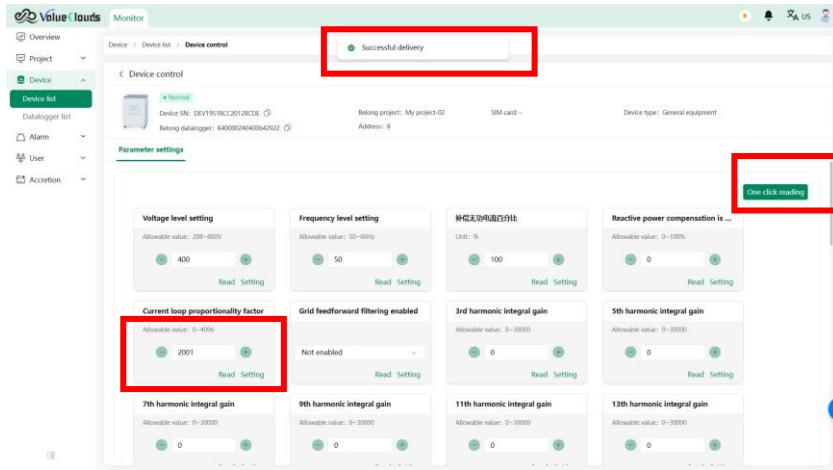 ValueClouds
Monitor
US
Overview
Project
Device
Device list
Datalogger list
Alarm
User
Accretion
Device > Device list > Device control
Successful delivery
< Device control
Normal
Device SN: DEV19518CC20128CDE
Belong project: My project-02
SIM card:--
Device type: General equipment
Belong datalogger: K40000240400642922
Address: 8
Parameter settings
One click reading
Voltage level setting
Allowable value: 208~800V
400
Read Setting
Frequency level setting
Allowable value: 50~60Hz
50
Read Setting
补偿无功电流百分比
Unit: %
100
Read Setting
Reactive power compensation is ...
Allowable value: 0~100%
0
Read Setting
Current loop proportionality factor
Allowable value: 0~4096
2001
Read Setting
Grid feedforward filtering enabled
Not enabled
Read Setting
3rd harmonic integral gain
Allowable value: 0~30000
0
Read Setting
5th harmonic integral gain
Allowable value: 0~30000
0
Read Setting
7th harmonic integral gain
Allowable value: 0~30000
0
9th harmonic integral gain
Allowable value: 0~30000
0
11th harmonic integral gain
Allowable value: 0~30000
0
13th harmonic integral gain
Allowable value: 0~30000
0